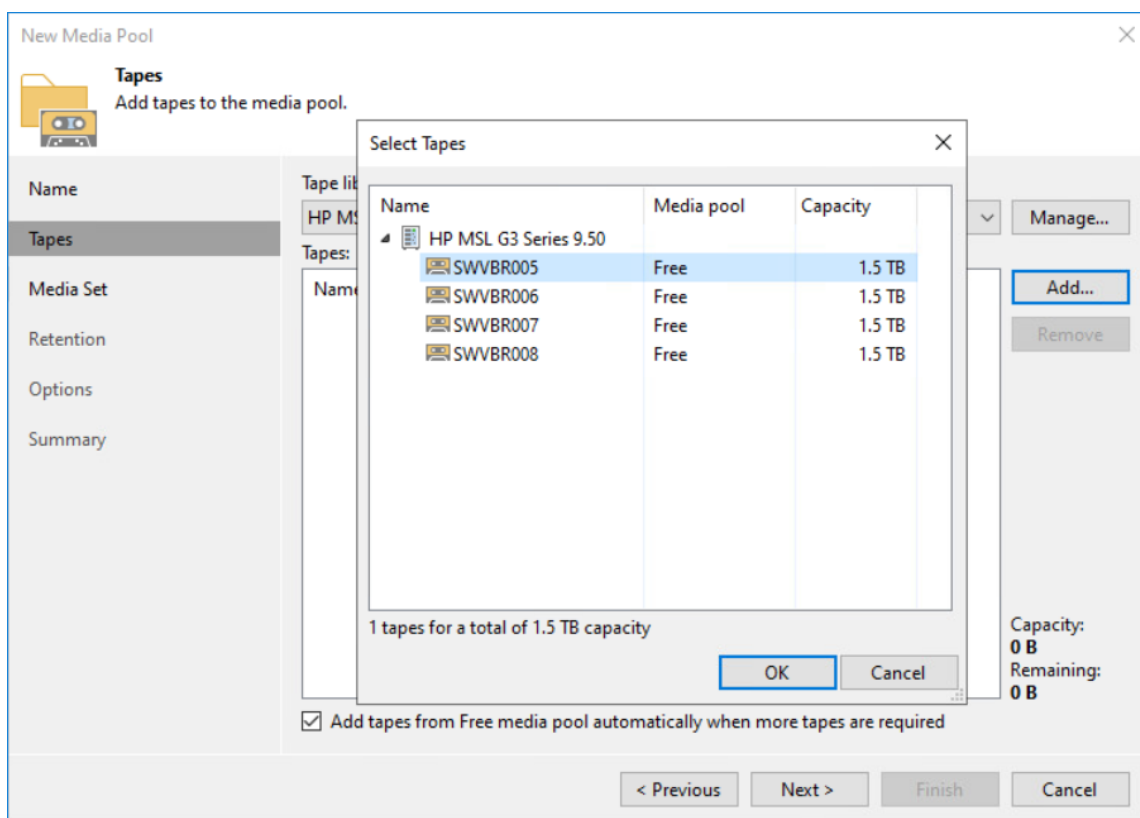 New Media Pool
Tapes
Add tapes to the media pool.
Name
Tapes
Media Set
Retention
Options
Summary
Tape lib
HP MS
Manage...
Tapes:
Name
Add...
Remove
Select Tapes
Name Media pool Capacity
HP MSL G3 Series 9.50
SWVBR005 Free 1.5 TB
SWVBR006 Free 1.5 TB
SWVBR007 Free 1.5 TB
SWVBR008 Free 1.5 TB
1 tapes for a total of 1.5 TB capacity
OK Cancel
Capacity:
0 B
Remaining:
0 B
Add tapes from Free media pool automatically when more tapes are required
< Previous Next > Finish Cancel